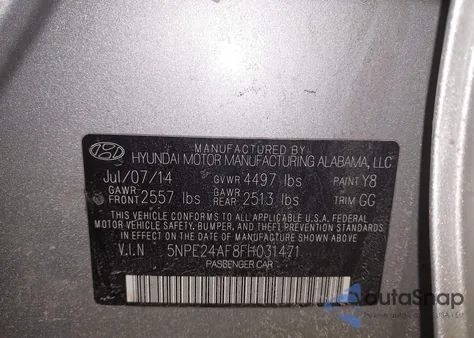 MANUFACTURED BY
HYUNDAI MOTOR MANUFACTURING ALABAMA, LLC
Jul/07/14 GVWR 4497 lbs PAINT Y8
GAWR FRONT 2557 lbs GAWR REAR 2513 lbs TRIM GG
THIS VEHICLE CONFORMS TO ALL APPLICABLE U.S. FEDERAL
MOTOR VEHICLE SAFETY, BUMPER, AND THEFT PREVENTION STANDARDS
IN EFFECT ON THE DATE OF MANUFACTURE SHOWN ABOVE.
V.I.N 5NPE24AF8FH031471
PASSENGER CAR
outaSnap